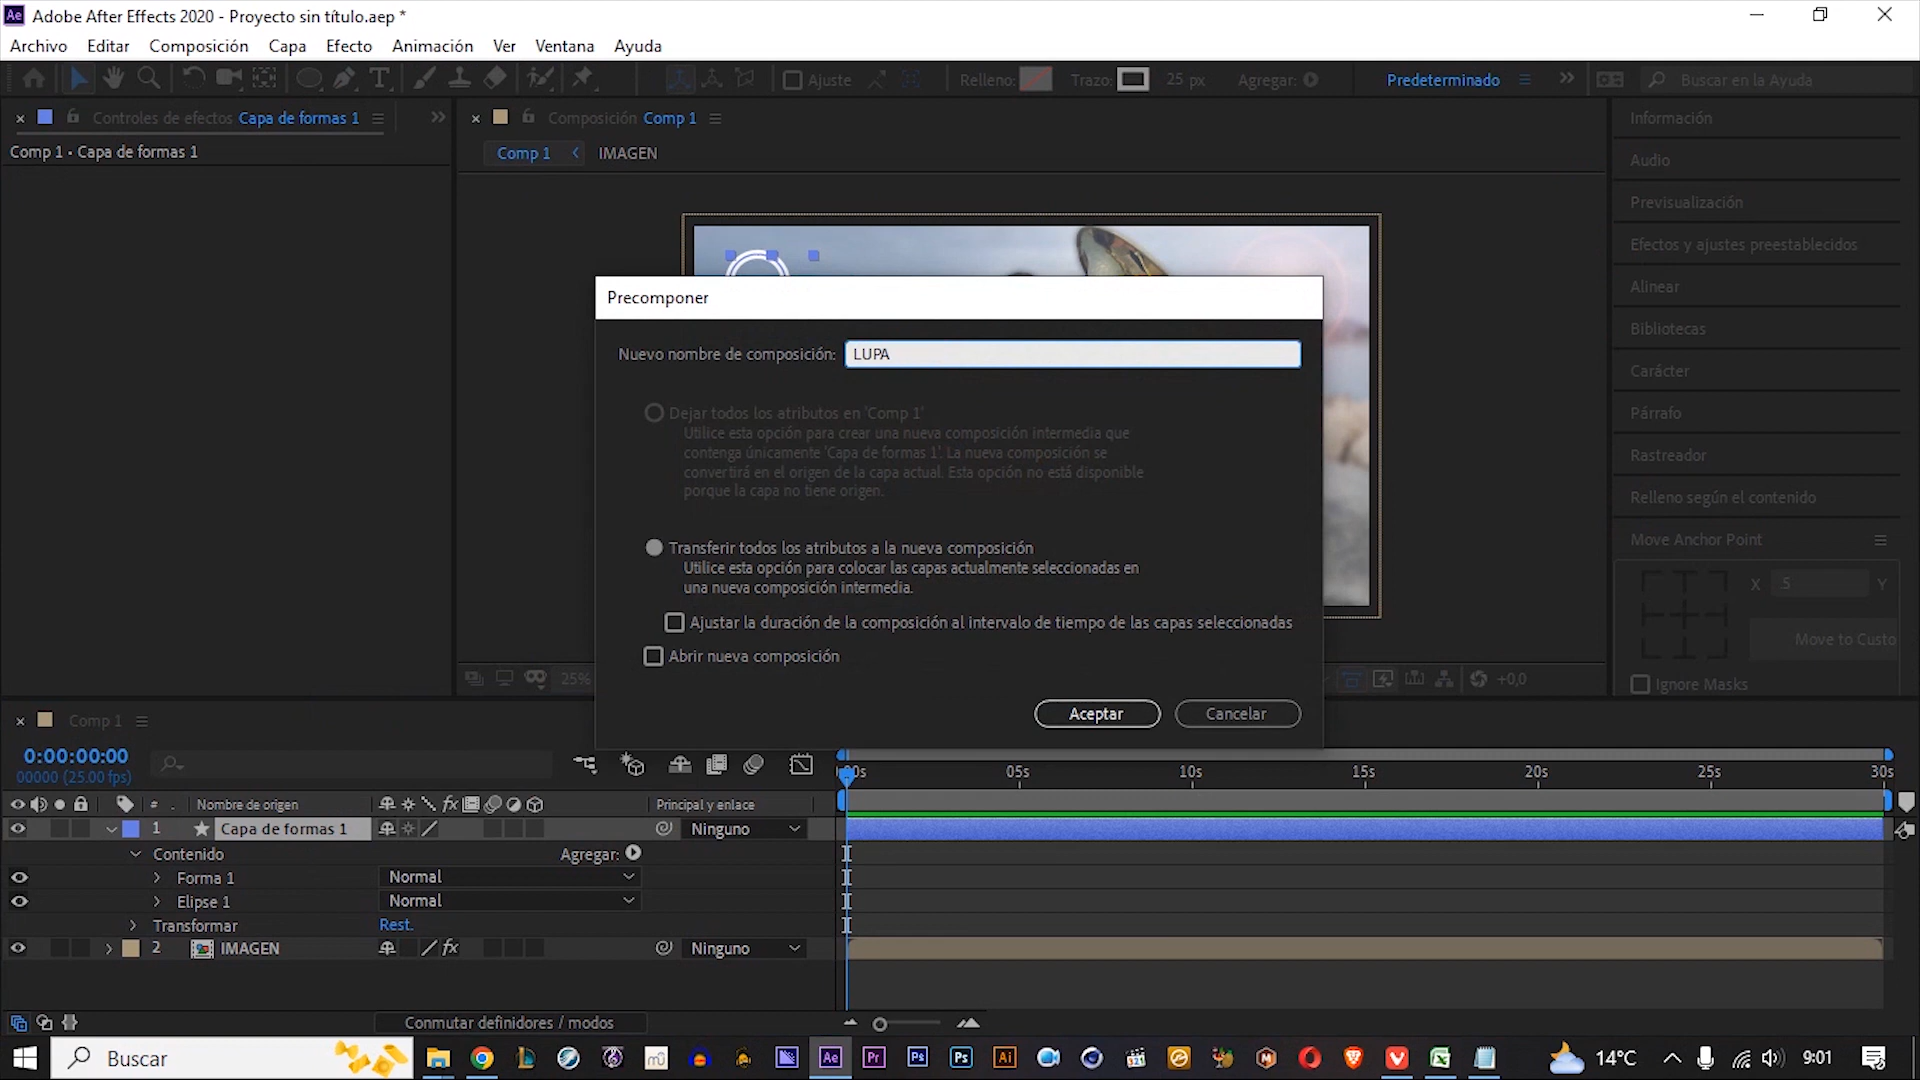 Adobe After Effects 2020 - Proyecto sin título.aep *
Archivo Editar Composición Capa Efecto Animación Ver Ventana Ayuda
Ajuste Relleno: Trazo: 25 px Agregar: Predeterminado Buscar en la Ayuda
Controles de efectos Capa de formas 1
Composición Comp 1
Comp 1 · Capa de formas 1
Comp 1 IMAGEN
Información
Audio
Previsualización
Efectos y ajustes preestablecidos
Alinear
Bibliotecas
Carácter
Párrafo
Rastreador
Relleno según el contenido
Move Anchor Point
X .5 Y
Move to Custo
Ignore Masks
Precomponer
Nuevo nombre de composición: LUPA
Dejar todos los atributos en 'Comp 1'
Utilice esta opción para crear una nueva composición intermedia que
contenga únicamente 'Capa de formas 1'. La nueva composición se
convertirá en el origen de la capa actual. Esta opción no está disponible
porque la capa no tiene origen.
Transferir todos los atributos a la nueva composición
Utilice esta opción para colocar las capas actualmente seleccionadas en
una nueva composición intermedia.
Ajustar la duración de la composición al intervalo de tiempo de las capas seleccionadas
Abrir nueva composición
Aceptar Cancelar
25% +0,0
Comp 1
0:00:00:00
00000 (25.00 fps)
00s 05s 10s 15s 20s 25s 30s
# . Nombre de origen fx Principal y enlace
1 Capa de formas 1 Ninguno
Contenido Agregar:
Forma 1 Normal
Elipse 1 Normal
Transformar Rest.
2 IMAGEN fx Ninguno
Conmutar definidores / modos
Buscar Ae Pr Ps Ps Ai 14°C 9:01